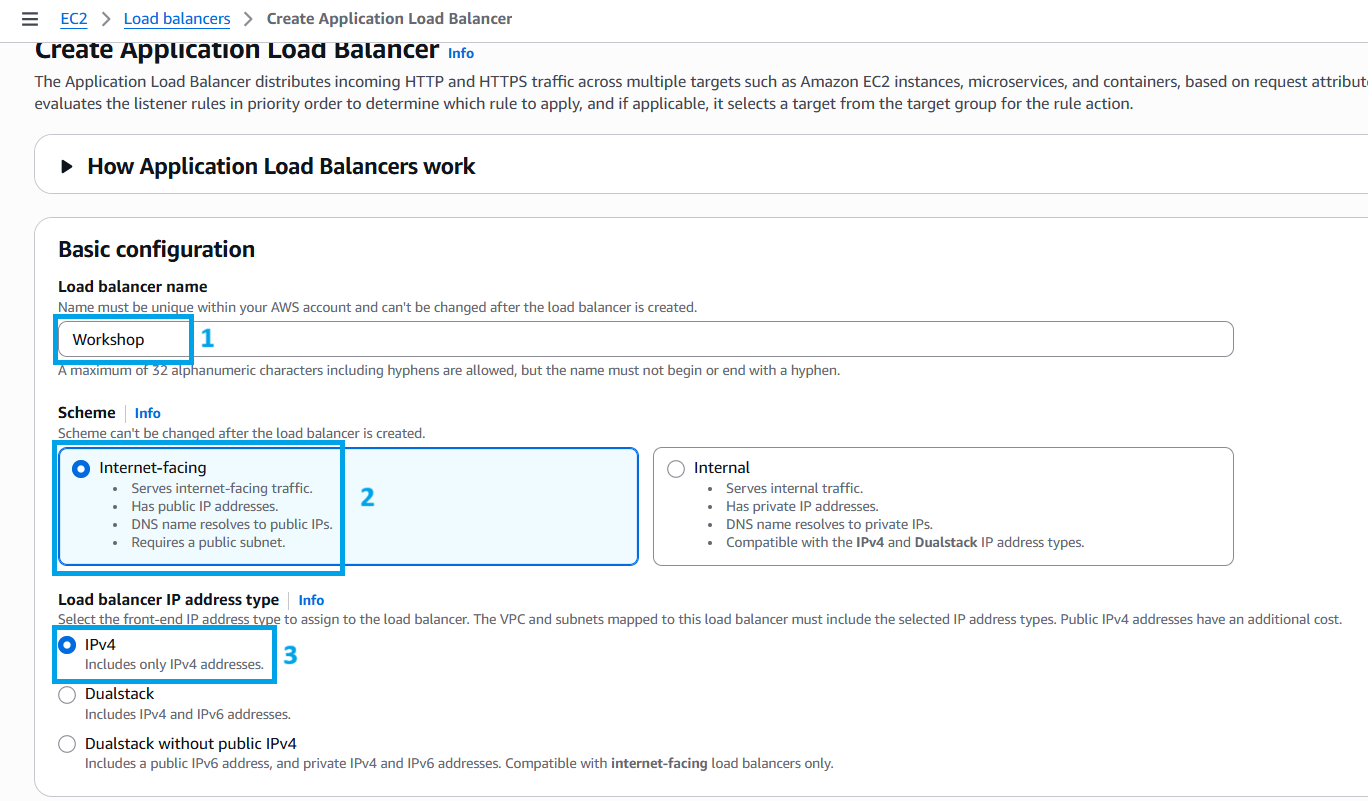 EC2 > Load balancers > Create Application Load Balancer
Create Application Load Balancer Info
The Application Load Balancer distributes incoming HTTP and HTTPS traffic across multiple targets such as Amazon EC2 instances, microservices, and containers, based on request
evaluates the listener rules in priority order to determine which rule to apply, and if applicable, it selects a target from the target group for the rule action.
How Application Load Balancers work
Basic configuration
Load balancer name
Name must be unique within your AWS account and can't be changed after the load balancer is created.
Workshop 1
A maximum of 32 alphanumeric characters including hyphens are allowed, but the name must not begin or end with a hyphen.
Scheme Info
Scheme can't be changed after the load balancer is created.
Internet-facing
• Serves internet-facing traffic.
• Has public IP addresses.
• DNS name resolves to public IPs.
• Requires a public subnet.
2
Internal
• Serves internal traffic.
• Has private IP addresses.
• DNS name resolves to private IPs.
• Compatible with the IPv4 and Dualstack IP address types.
Load balancer IP address type Info
Select the front-end IP address type to assign to the load balancer. The VPC and subnets mapped to this load balancer must include the selected IP address types. Public IPv4 addresses have an additional cost.
IPv4
Includes only IPv4 addresses.
3
Dualstack
Includes IPv4 and IPv6 addresses.
Dualstack without public IPv4
Includes a public IPv6 address, and private IPv4 and IPv6 addresses. Compatible with internet-facing load balancers only.